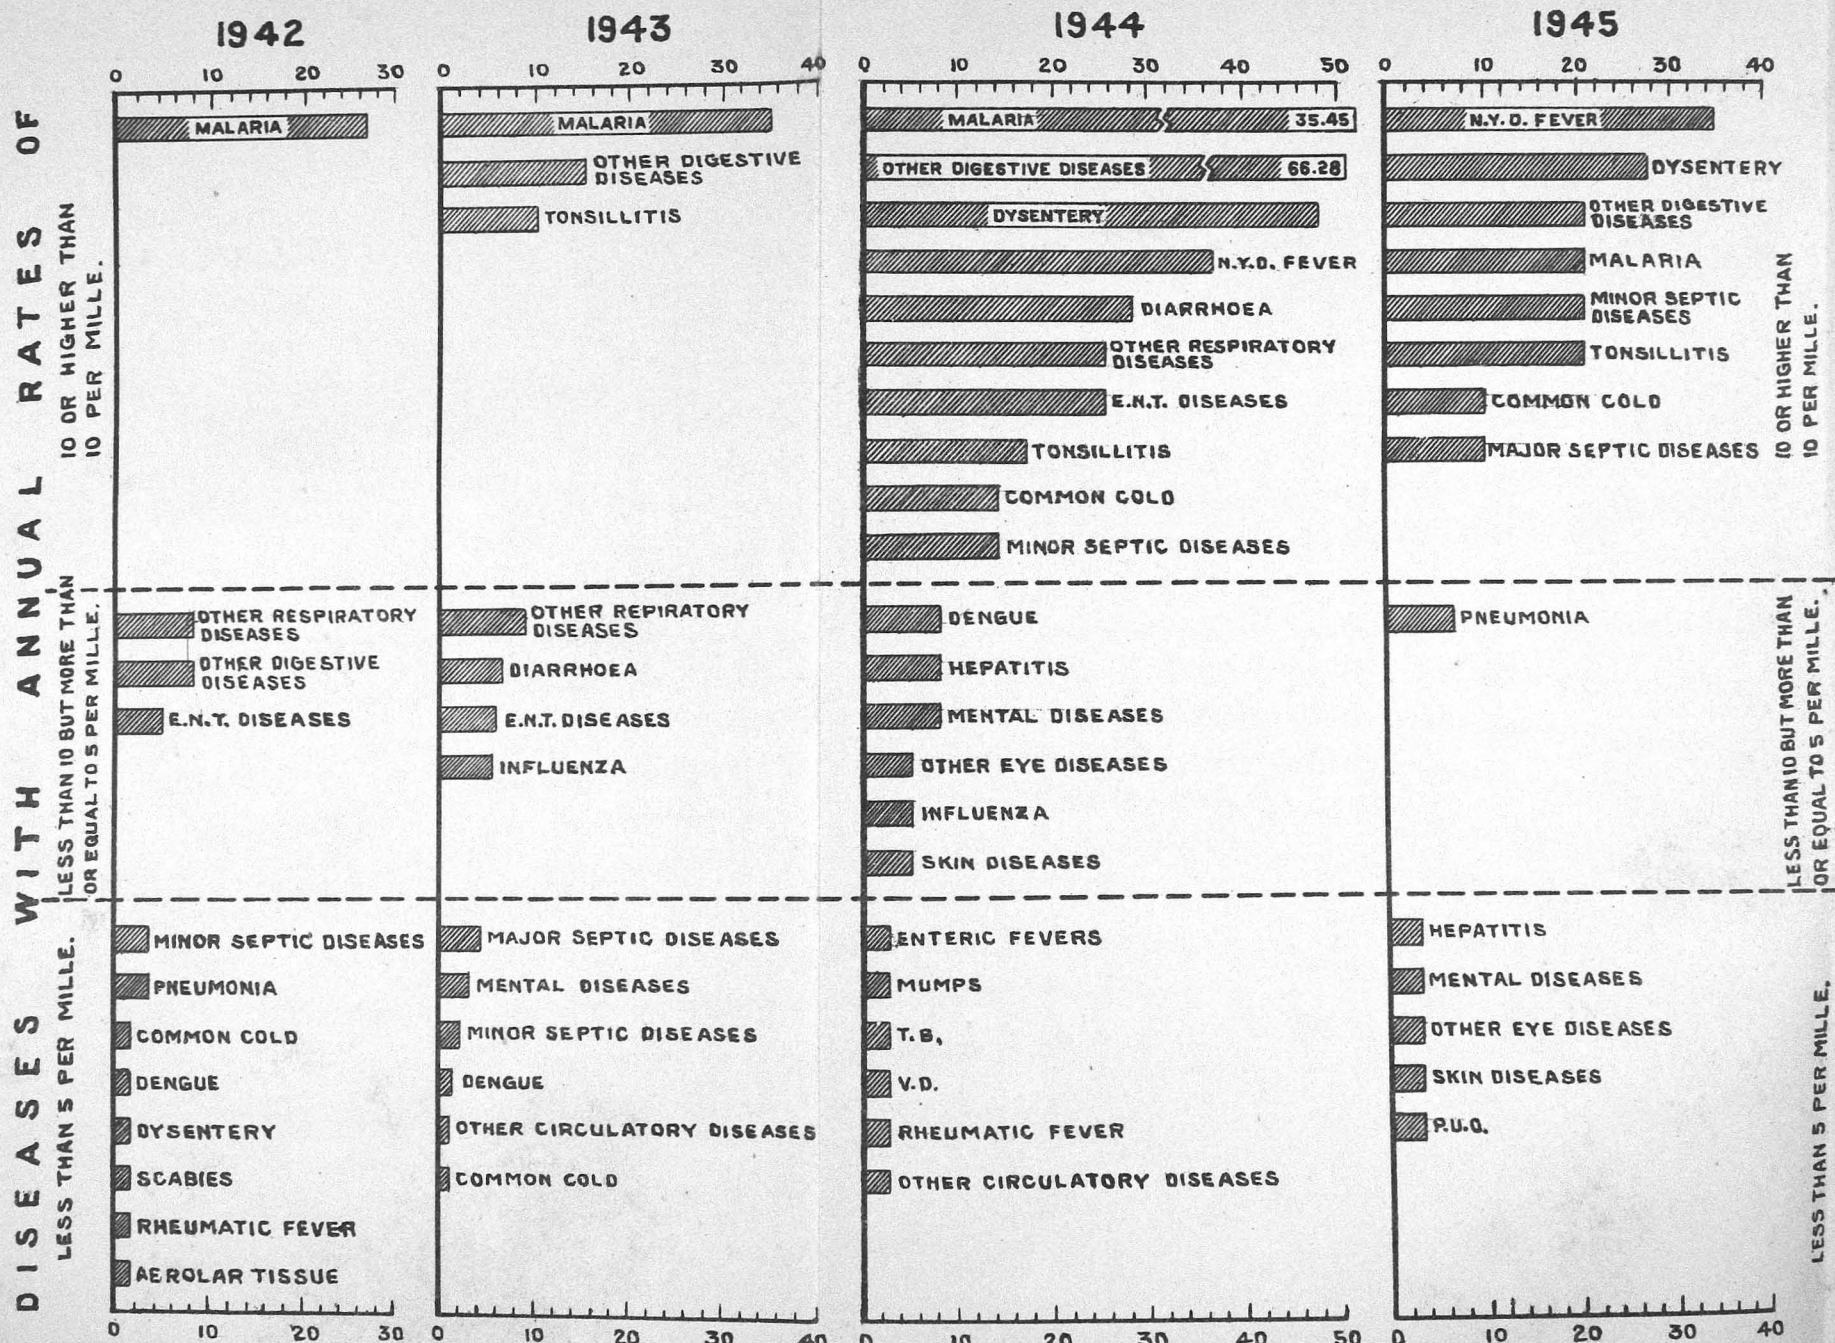 DISEASES WITH ANNUAL RATES OF
10 OR HIGHER THAN
10 PER MILLE.
LESS THAN 10 BUT MORE THAN
OR EQUAL TO 5 PER MILLE.
LESS THAN 5 PER MILLE.
1942
0 10 20 30
MALARIA
OTHER RESPIRATORY
DISEASES
OTHER DIGESTIVE
DISEASES
E.N.T. DISEASES
MINOR SEPTIC DISEASES
PNEUMONIA
COMMON COLD
DENGUE
DYSENTERY
SCABIES
RHEUMATIC FEVER
AEROLAR TISSUE
0 10 20 30
1943
0 10 20 30 40
MALARIA
OTHER DIGESTIVE
DISEASES
TONSILLITIS
OTHER REPIRATORY
DISEASES
DIARRHOEA
E.N.T. DISEASES
INFLUENZA
MAJOR SEPTIC DISEASES
MENTAL DISEASES
MINOR SEPTIC DISEASES
DENGUE
OTHER CIRCULATORY DISEASES
COMMON COLD
0 10 20 30 40
1944
0 10 20 30 40 50
MALARIA 35.45
OTHER DIGESTIVE DISEASES 66.28
DYSENTERY
N.Y.D. FEVER
DIARRHOEA
OTHER RESPIRATORY
DISEASES
E.N.T. DISEASES
TONSILLITIS
COMMON COLD
MINOR SEPTIC DISEASES
DENGUE
HEPATITIS
MENTAL DISEASES
OTHER EYE DISEASES
INFLUENZA
SKIN DISEASES
ENTERIC FEVERS
MUMPS
T.B.
V.D.
RHEUMATIC FEVER
OTHER CIRCULATORY DISEASES
0 10 20 30 40 50
1945
0 10 20 30 40
N.Y.D. FEVER
DYSENTERY
OTHER DIGESTIVE
DISEASES
MALARIA
MINOR SEPTIC
DISEASES
TONSILLITIS
COMMON COLD
MAJOR SEPTIC DISEASES
PNEUMONIA
HEPATITIS
MENTAL DISEASES
OTHER EYE DISEASES
SKIN DISEASES
P.U.O.
0 10 20 30 40
10 OR HIGHER THAN
10 PER MILLE.
LESS THAN 10 BUT MORE THAN
OR EQUAL TO 5 PER MILLE.
LESS THAN 5 PER MILLE.